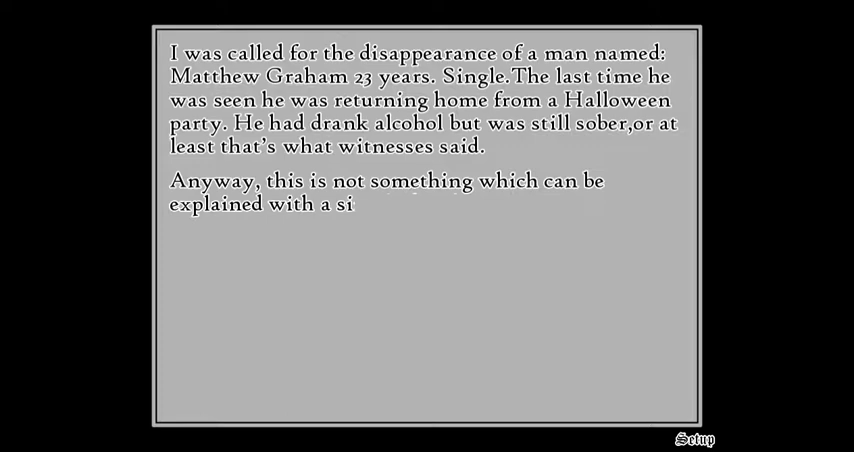 I was called for the disappearance of a man named:
Matthew Graham 23 years. Single.The last time he
was seen he was returning home from a Halloween
party. He had drank alcohol but was still sober,or at
least that's what witnesses said.
Anyway, this is not something which can be
explained with a si
Setup